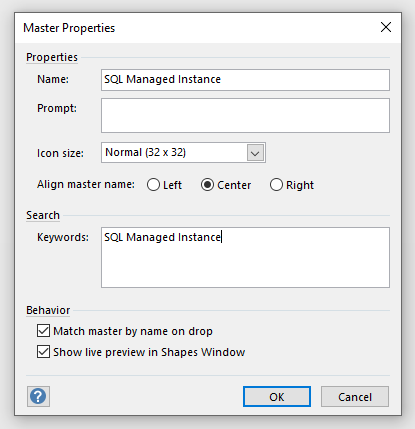 Master Properties
Properties
Name: SQL Managed Instance
Prompt:
Icon size: Normal (32 x 32)
Align master name: Left Center Right
Search
Keywords: SQL Managed Instance
Behavior
Match master by name on drop
Show live preview in Shapes Window
? OK Cancel